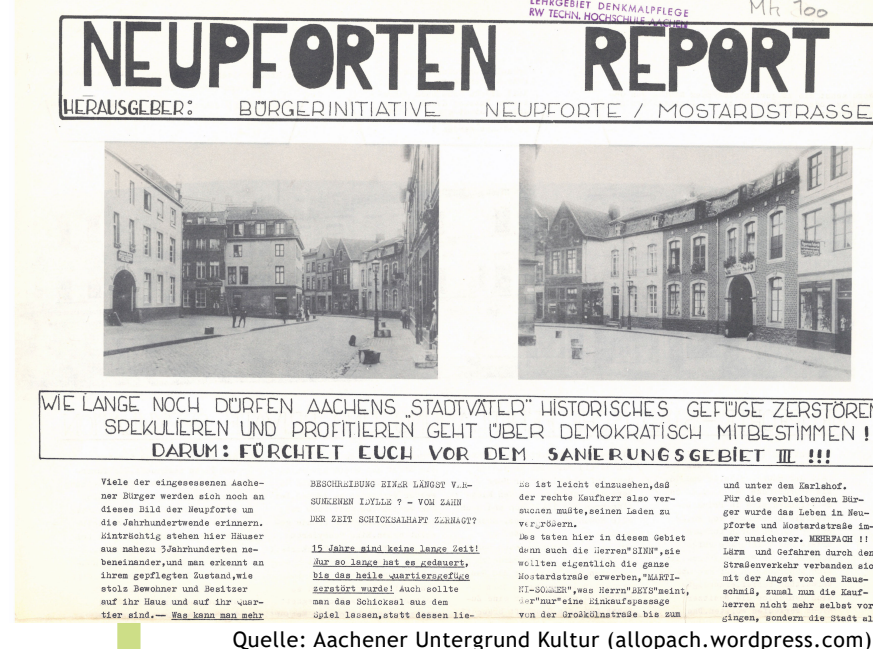 LEHRGEBIET DENKMALPFLEGE
RW TECHN. HOCHSCHULE AACHEN
Mh 100
NEUPFORTEN REPORT
HERAUSGEBER: BÜRGERINITIATIVE NEUPFORTE / MOSTARDSTRASSE
WIE LANGE NOCH DÜRFEN AACHENS „STADTVÄTER" HISTORISCHES GEFÜGE ZERSTÖREN
SPEKULIEREN UND PROFITIEREN GEHT ÜBER DEMOKRATISCH MITBESTIMMEN !
DARUM: FÜRCHTET EUCH VOR DEM SANIERUNGSGEBIET III !!!
Viele der eingesessenen Aache-
ner Bürger werden sich noch an
dieses Bild der Neupforte um
die Jahrhundertwende erinnern.
Einträchtig stehen hier Häuser
aus nahezu 3Jahrhunderten ne-
beneinander,und man erkennt an
ihrem gepflegten Zustand,wie
stolz Bewohner und Besitzer
auf ihr Haus und auf ihr Quar-
tier sind.— Was kann man mehr
BESCHREIBUNG EINER LÄNGST VER-
SUNKENEN IDYLLE ? - VOM ZAHN
DER ZEIT SCHICKSALHAFT ZERNAGT?
15 Jahre sind keine lange Zeit!
Nur so lange hat es gedauert,
bis das heile Quartiersgefüge
zerstört wurde! Auch sollte
man das Schicksal aus dem
Spiel lassen,statt dessen lie-
Es ist leicht einzusehen,daß
der rechte Kaufherr also ver-
suchen mußte,seinen Laden zu
vergrößern.
Das taten hier in diesem Gebiet
denn auch die Herren"SINN",sie
wollten eigentlich die ganze
Mostardstraße erwerben,"MARTI-
NI-SOMMER",was Herrn"BEYS"meint,
der"nur"eine Einkaufspassage
von der Großkölnstraße bis zum
und unter dem Karlshof.
Für die verbleibenden Bür-
ger wurde das Leben in Neu-
pforte und Mostardstraße im-
mer unsicherer. MEHRFACH !!
Lärm und Gefahren durch den
Straßenverkehr verbanden sic
mit der Angst vor dem Raus-
schmiß, zumal nun die Kauf-
herren nicht mehr selbst vor
gingen, sondern die Stadt al
Quelle: Aachener Untergrund Kultur (allopach.wordpress.com)